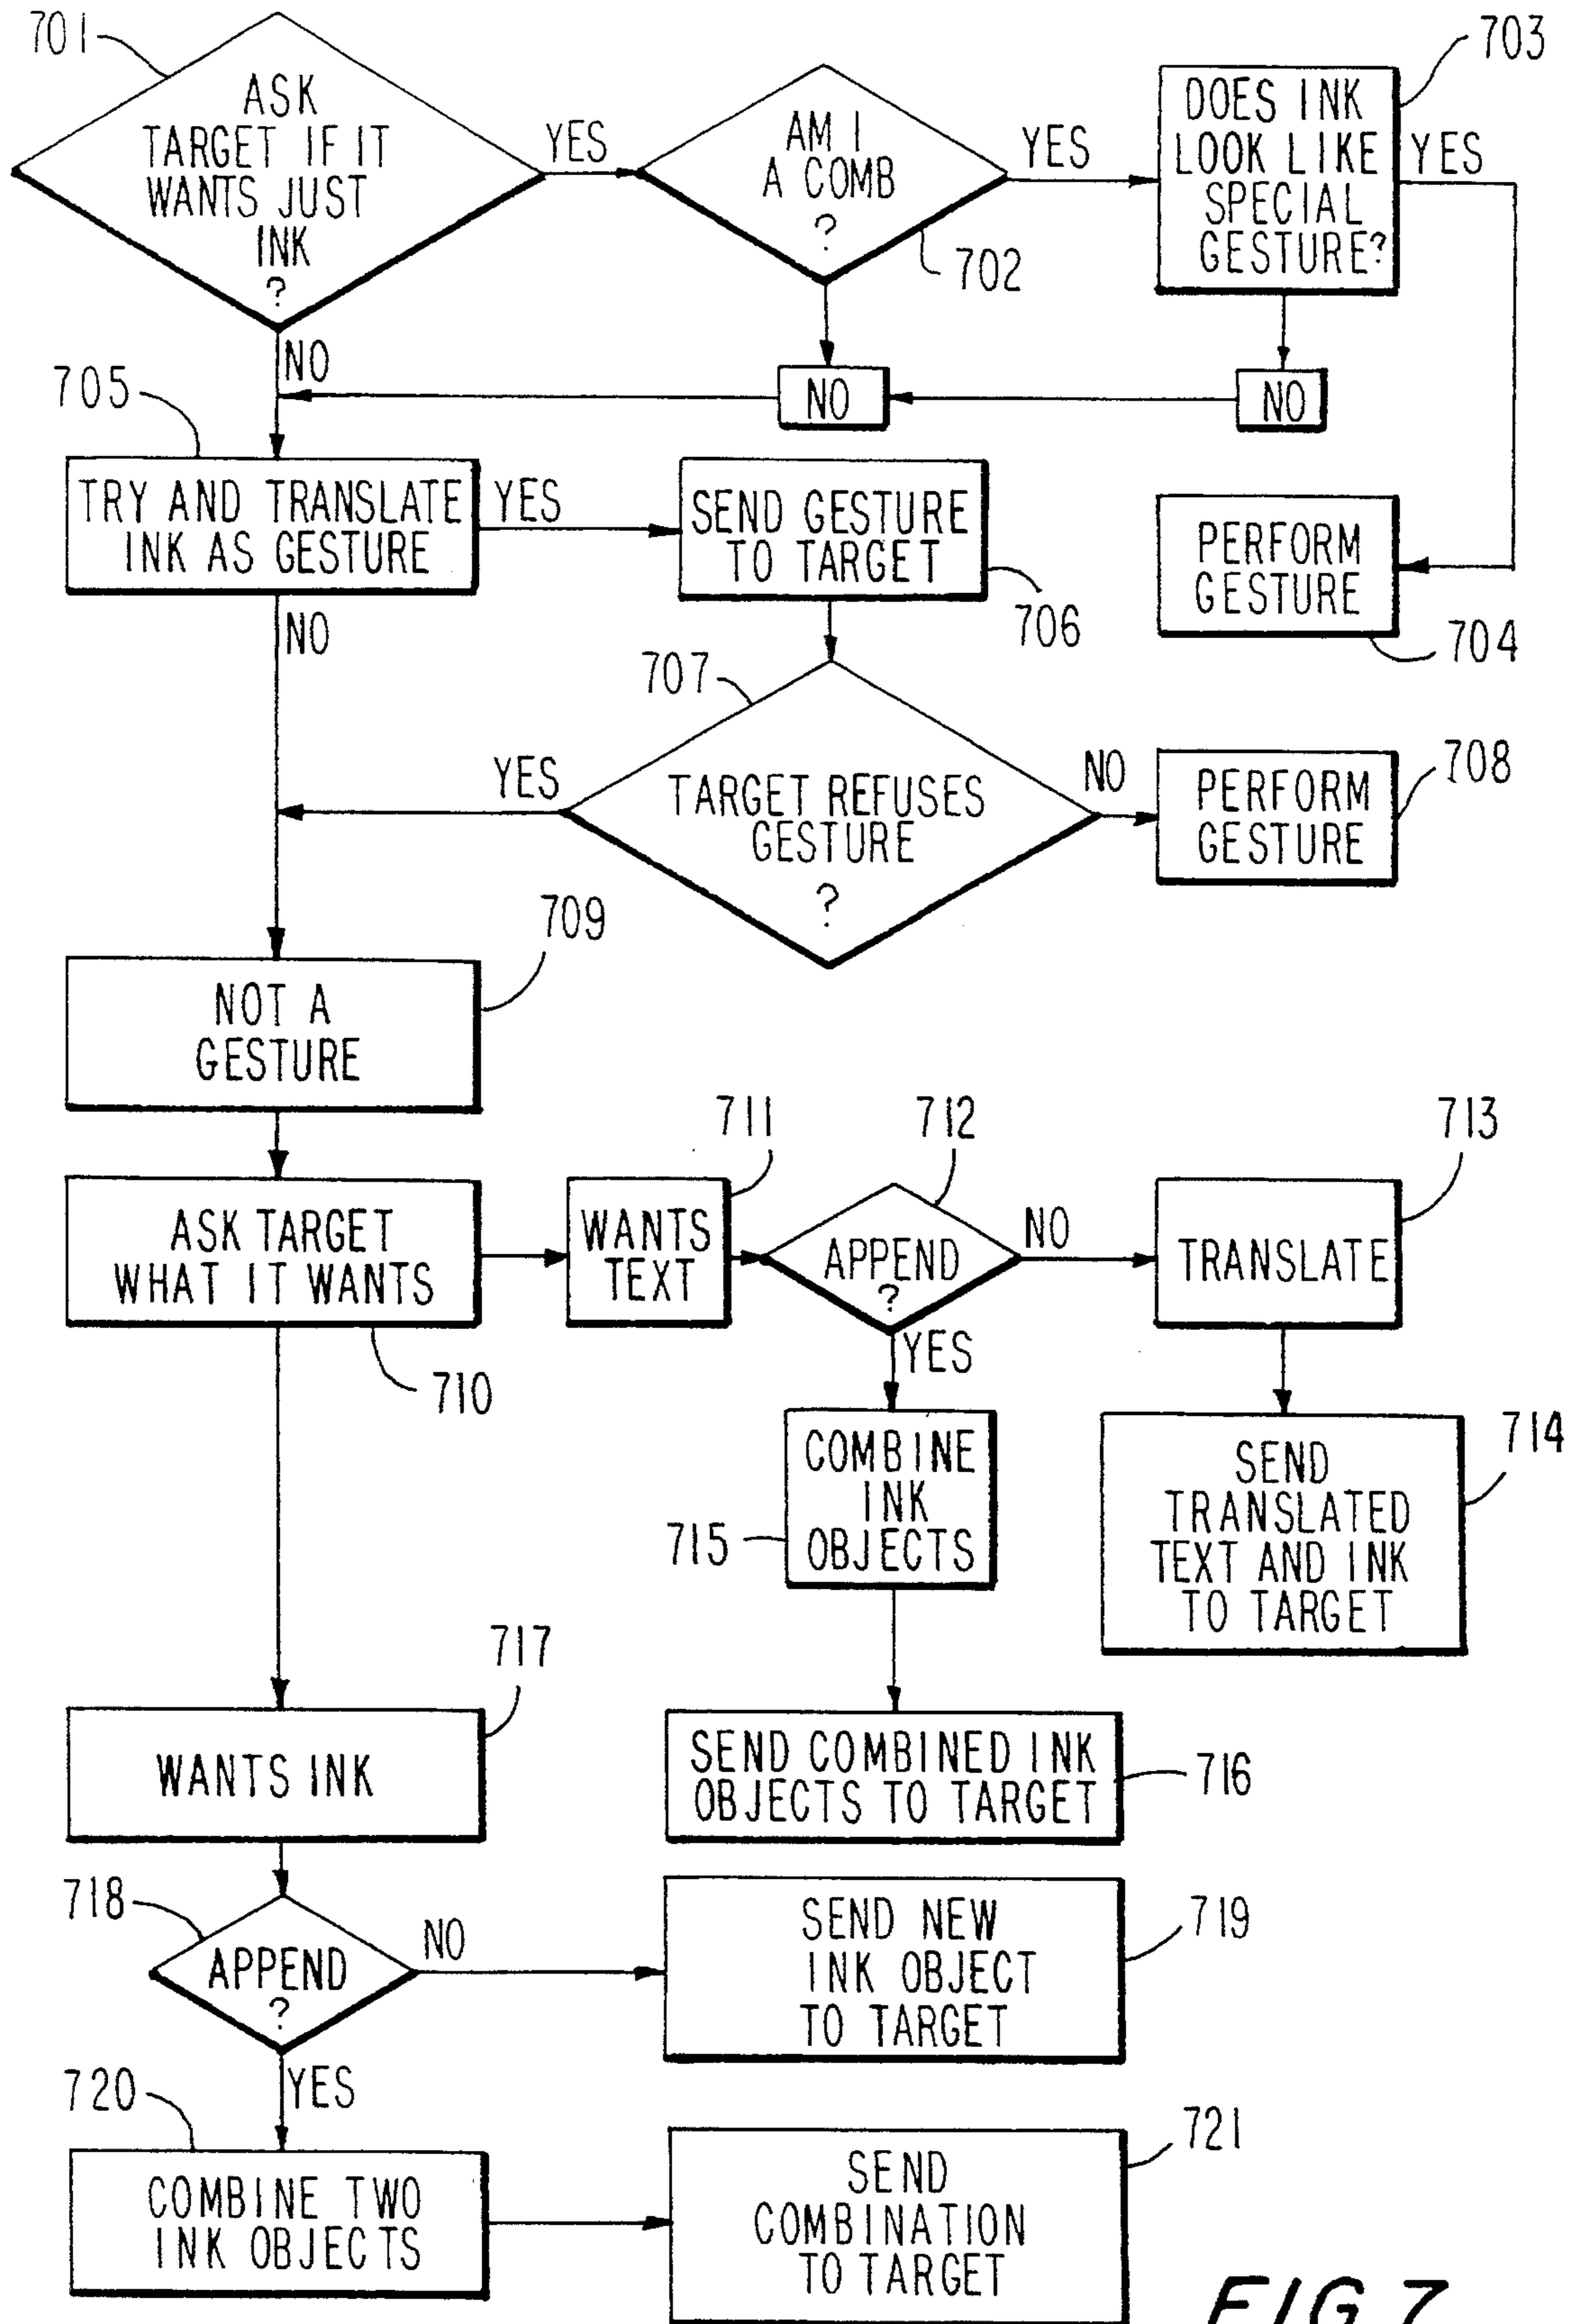 701
ASK
TARGET IF IT
WANTS JUST
INK
?
YES
NO
AM I
A COMB
?
702
YES
NO
703
DOES INK
LOOK LIKE
SPECIAL
GESTURE?
YES
NO
705
TRY AND TRANSLATE
INK AS GESTURE
YES
NO
SEND GESTURE
TO TARGET
706
PERFORM
GESTURE
704
707
TARGET REFUSES
GESTURE
?
YES
NO
PERFORM
GESTURE
708
709
NOT A
GESTURE
ASK TARGET
WHAT IT WANTS
710
711
WANTS
TEXT
712
APPEND
?
NO
YES
713
TRANSLATE
714
SEND
TRANSLATED
TEXT AND INK
TO TARGET
715
COMBINE
INK
OBJECTS
SEND COMBINED INK
OBJECTS TO TARGET
716
717
WANTS INK
718
APPEND
?
NO
YES
SEND NEW
INK OBJECT
TO TARGET
719
720
COMBINE TWO
INK OBJECTS
721
SEND
COMBINATION
TO TARGET
FIG 7